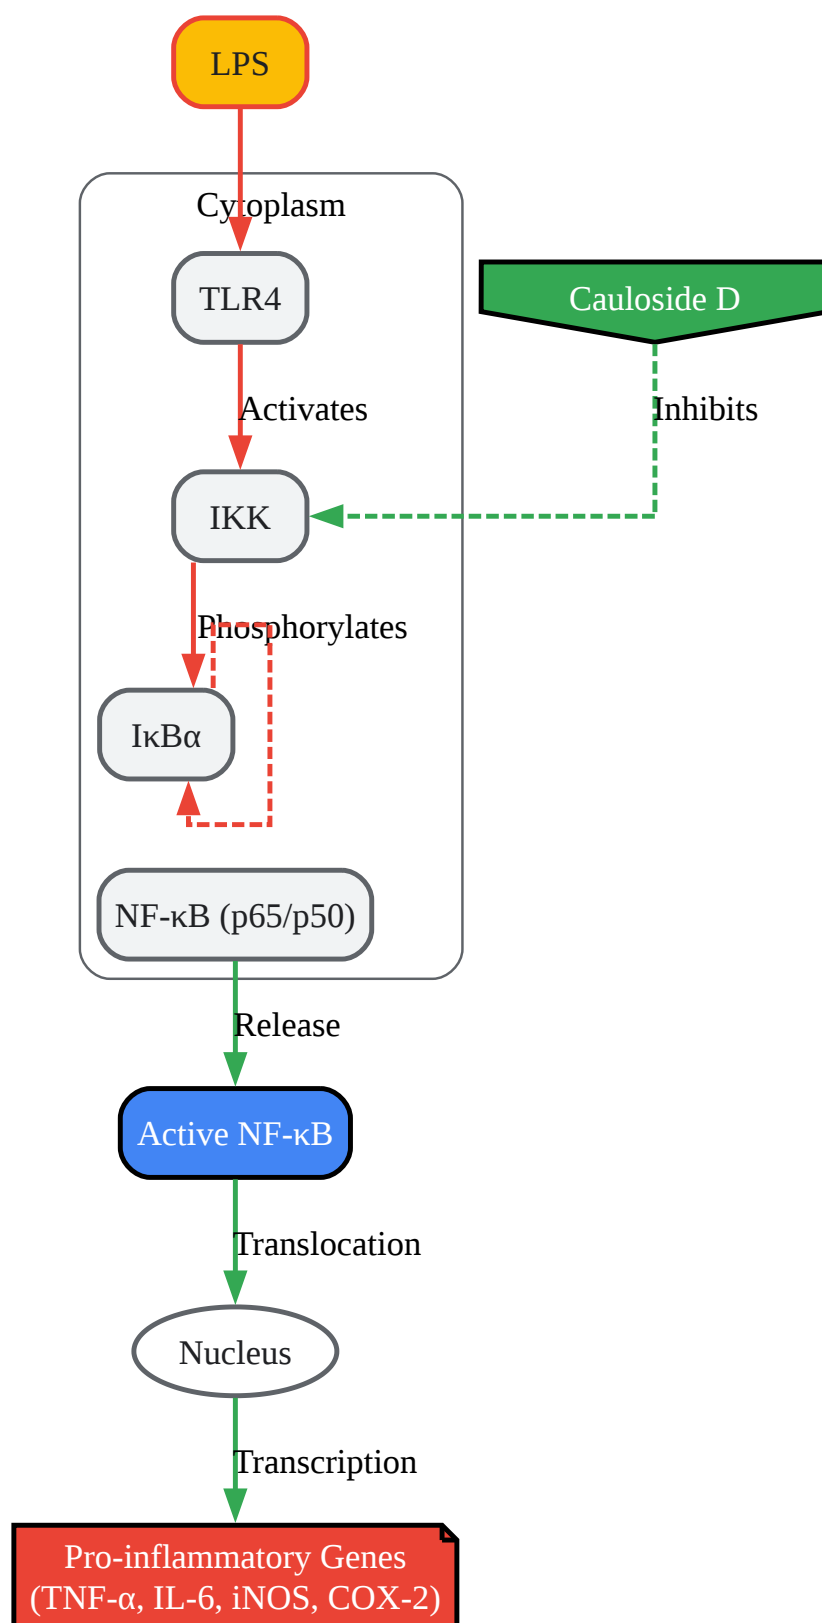 LPS
Cytoplasm
TLR4
Cauloside D
Activates
Inhibits
IKK
Phosphorylates
IκBα
NF-κB (p65/p50)
Release
Active NF-κB
Translocation
Nucleus
Transcription
Pro-inflammatory Genes
(TNF-α, IL-6, iNOS, COX-2)